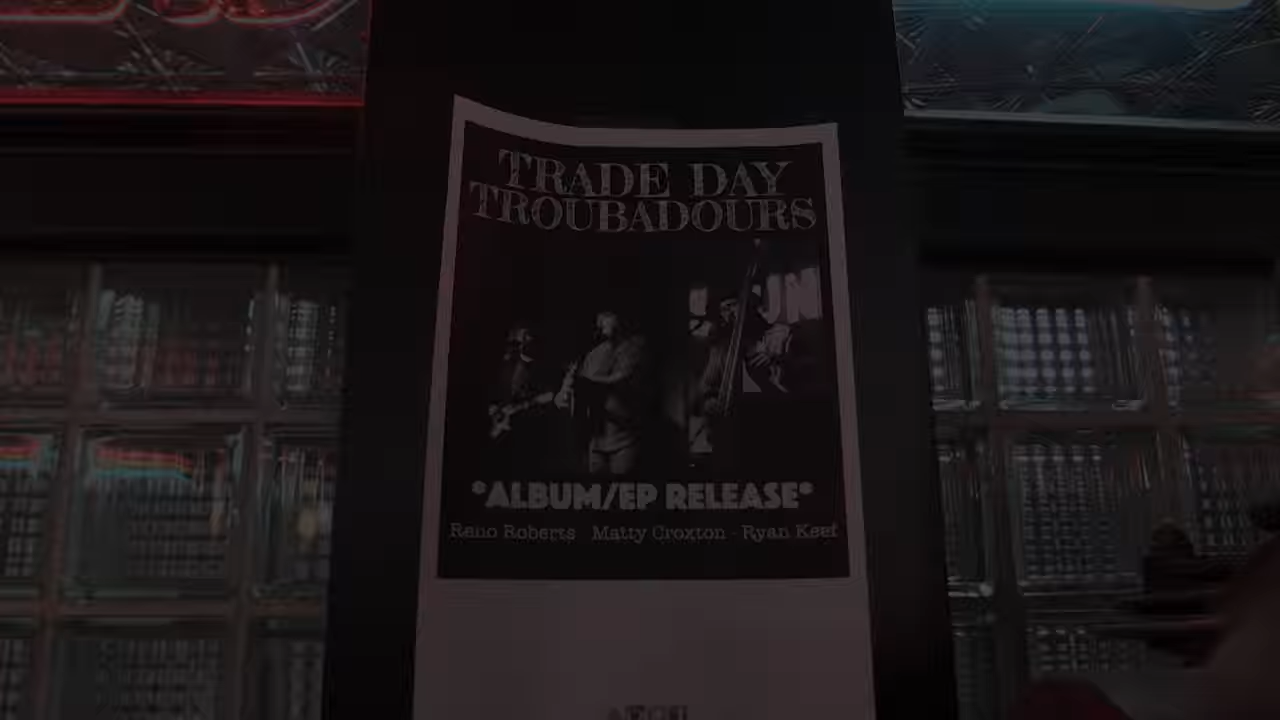 TRADE DAY
TROUBADOURS
*ALBUM/EP RELEASE*
Reno Roberts Matty Croxton - Ryan Keef